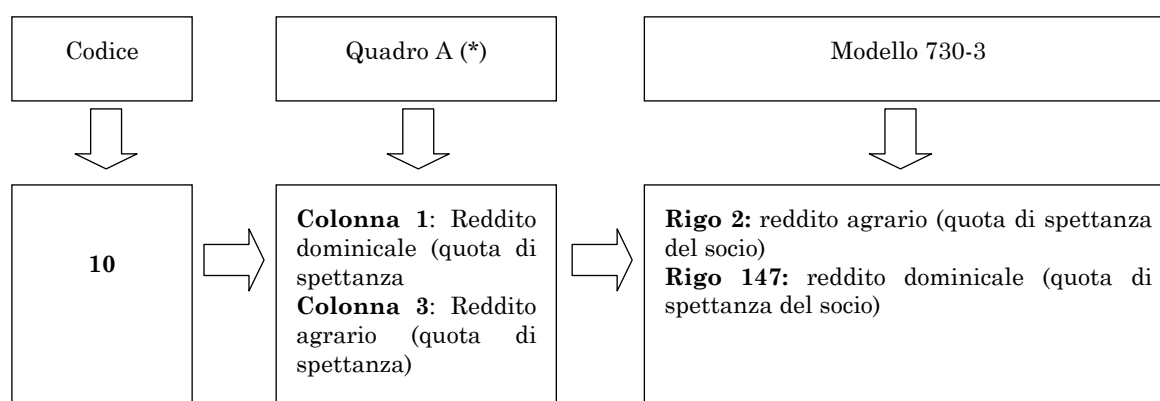 Codice
Quadro A (*)
Modello 730-3
10
Colonna 1: Reddito
dominicale (quota di
spettanza
Colonna 3: Reddito
agrario (quota di
spettanza)
Rigo 2: reddito agrario (quota di spettanza
del socio)
Rigo 147: reddito dominicale (quota di
spettanza del socio)